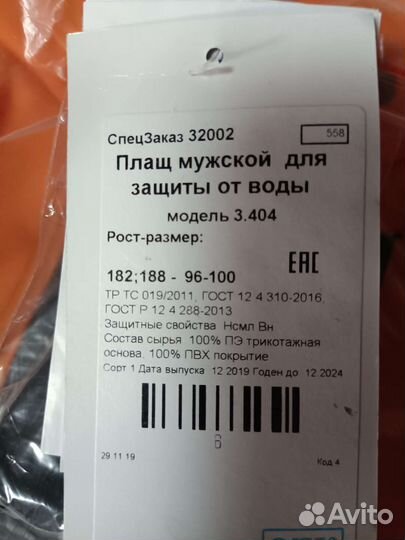 СпецЗаказ 32002
558
Плащ мужской для
защиты от воды
модель 3.404
Рост-размер:
ЕАС
182;188 - 96-100
ТР ТС 019/2011, ГОСТ 12 4 310-2016,
ГОСТ Р 12 4 288-2013
Защитные свойства Нсмл Вн
Состав сырья 100% ПЭ трикотажная
основа, 100% ПВХ покрытие
Сорт 1 Дата выпуска 12 2019 Годен до 12 2024
6
29 11 19
Код 4
Avito